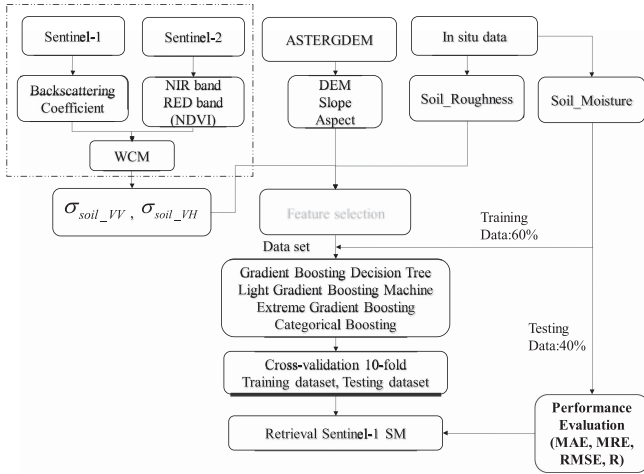 Sentinel-1
Sentinel-2
ASTERGDEM
In situ data
Backscattering
Coefficient
NIR band
RED band
(NDVI)
DEM
Slope
Aspect
Soil_Roughness
Soil_Moisture
WCM
σsoil_VV , σsoil_VH
Feature selection
Training
Data:60%
Data set
Gradient Boosting Decision Tree
Light Gradient Boosting Machine
Extreme Gradient Boosting
Categorical Boosting
Testing
Data:40%
Cross-validation 10-fold
Training dataset, Testing dataset
Retrieval Sentinel-1 SM
Performance
Evaluation
(MAE, MRE,
RMSE, R)